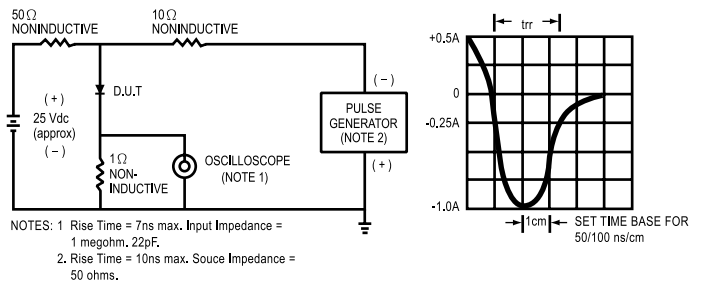 50Ω
NONINDUCTIVE
10Ω
NONINDUCTIVE
(+)
25 Vdc
(approx)
(−)
D.U.T
1Ω
NON-
INDUCTIVE
OSCILLOSCOPE
(NOTE 1)
(−)
PULSE
GENERATOR
(NOTE 2)
(+)
NOTES: 1 Rise Time = 7ns max. Input Impedance =
1 megohm. 22pF.
2. Rise Time = 10ns max. Souce Impedance =
50 ohms.
trr
+0.5A
0
-0.25A
-1.0A
1cm
SET TIME BASE FOR
50/100 ns/cm